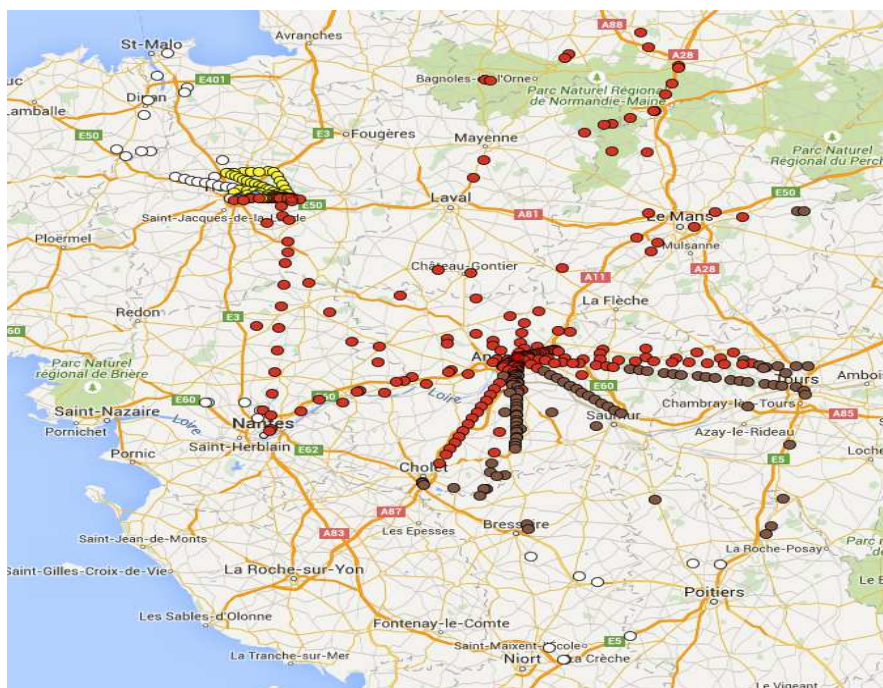 St-Malo
Avranches
A88
A28
E401
Bagnoles
l'Orne
Parc Naturel Régional
de Normandie-Maine
Lamballe
E50
E3
Fougères
Mayenne
Parc Naturel
Régional du Perche
E50
Laval
E50
Saint-Jacques-de-la
A81
Le Mans
Ploërmel
Mulsanne
Château-Gontier
A11
A28
La Flèche
Redon
E3
E60
Parc Naturel
régional de Brière
E60
E60
Tours
Amboi
Saint-Nazaire
Loire
Loire
Chambray-lès-Tours
Pornichet
Nantes
Saumur
A85
Saint-Herblain
E62
Azay-le-Rideau
Pornic
Cholet
E5
A87
Les Epesses
Bressuire
A83
Saint-Jean-de-Monts
La Roche-Posay
Saint-Gilles-Croix-de-Vie
La Roche-sur-Yon
Poitiers
Les Sables-d'Olonne
Fontenay-le-Comte
Saint-Maixent-l'École
E5
La Tranche-sur-Mer
Niort
La Crèche
Le Vigeant